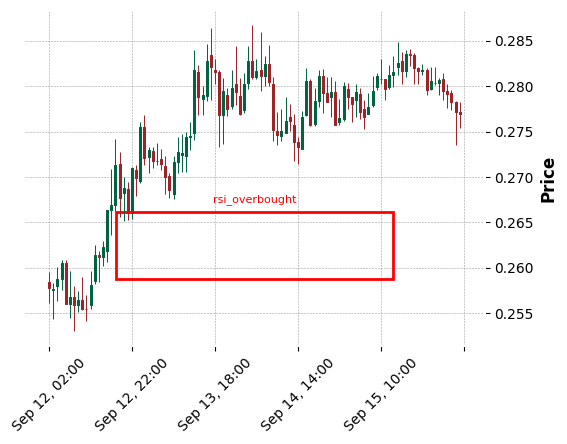 0.285
0.280
0.275
0.270
rsi_overbought
0.265
0.260
0.255
Price
Sep 12, 02:00
Sep 12, 22:00
Sep 13, 18:00
Sep 14, 14:00
Sep 15, 10:00